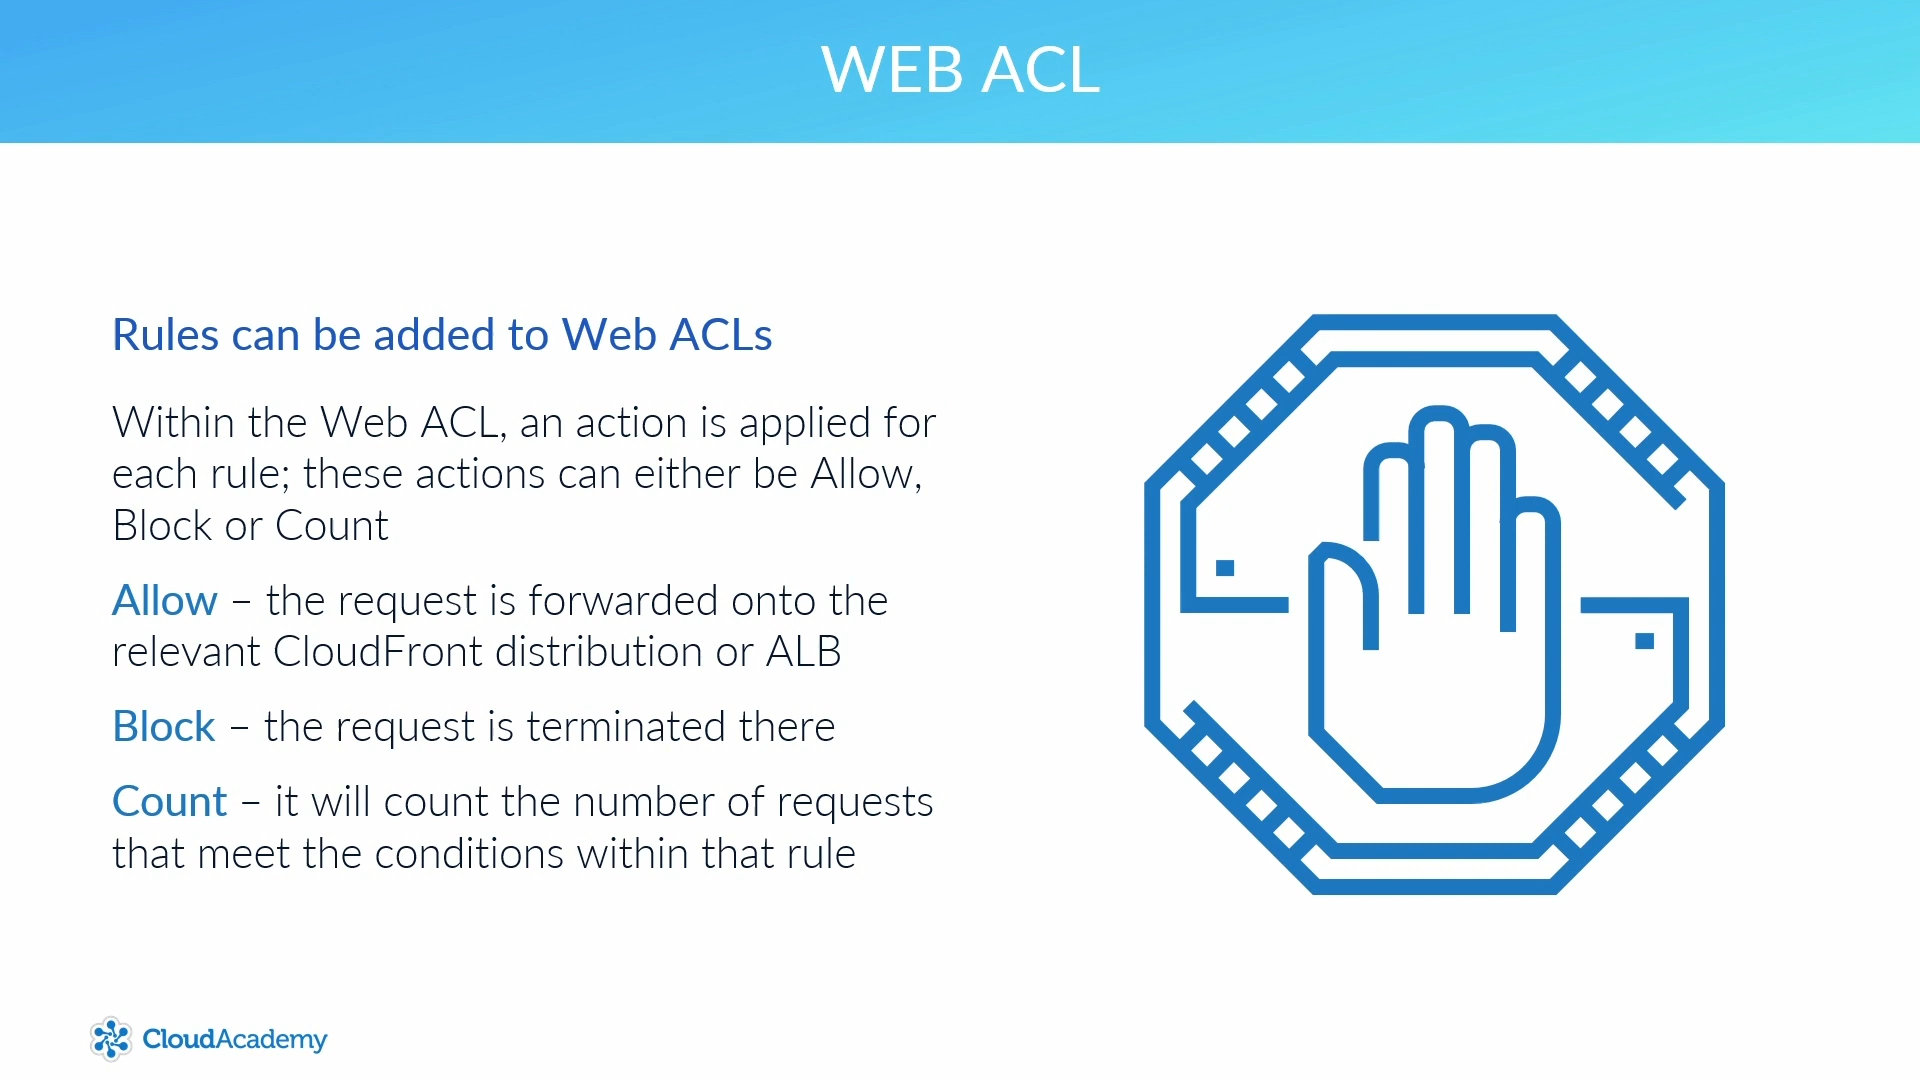 WEB ACL
Rules can be added to Web ACLs
Within the Web ACL, an action is applied for
each rule; these actions can either be Allow,
Block or Count
Allow – the request is forwarded onto the
relevant CloudFront distribution or ALB
Block – the request is terminated there
Count – it will count the number of requests
that meet the conditions within that rule
CloudAcademy